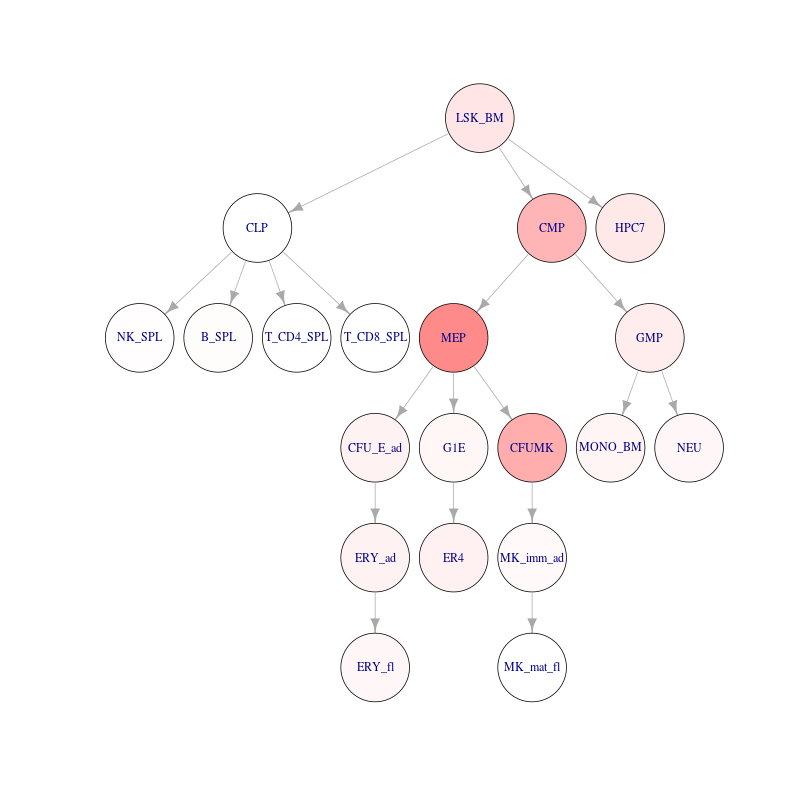 LSK_BM
CLP
CMP
HPC7
NK_SPL
B_SPL
T_CD4_SPL
T_CD8_SPL
MEP
GMP
CFU_E_ad
G1E
CFUMK
MONO_BM
NEU
ERY_ad
ER4
MK_imm_ad
ERY_fl
MK_mat_fl